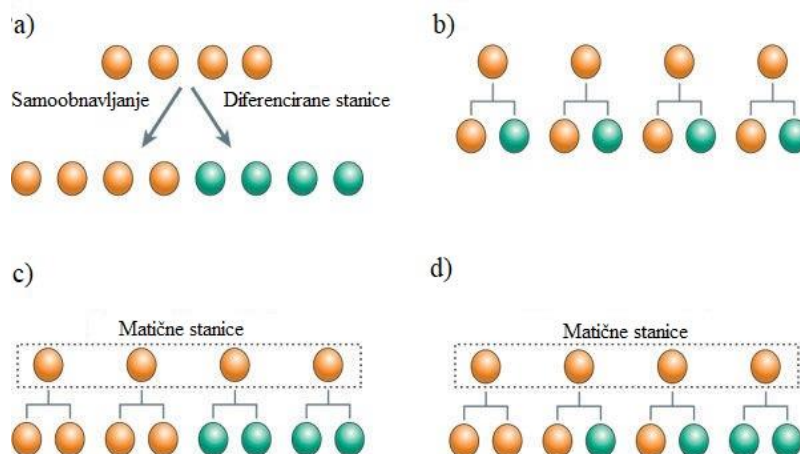 a)
b)
Samoobnavljanje
Diferencirane stanice
c)
d)
Matične stanice
Matične stanice